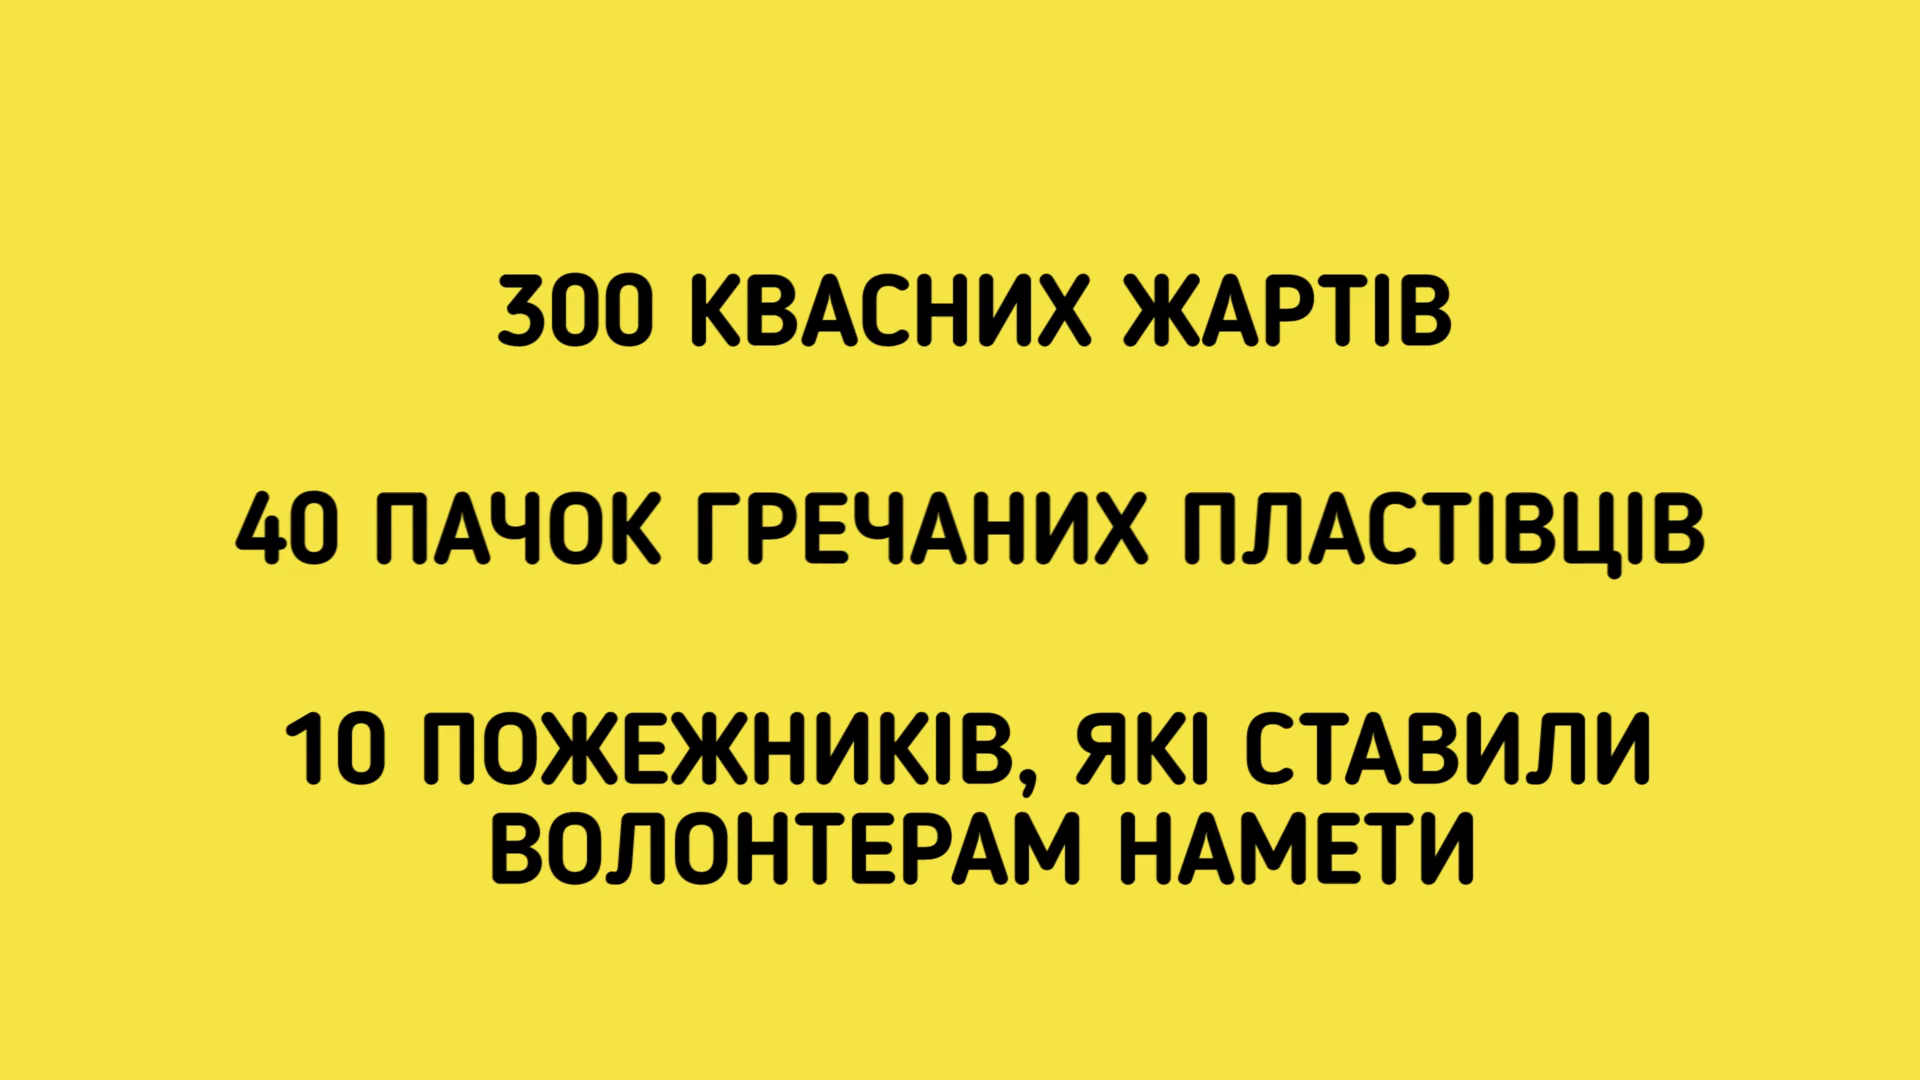 300 КВАСНИХ ЖАРТІВ
40 ПАЧОК ГРЕЧАНИХ ПЛАСТІВЦІВ
10 ПОЖЕЖНИКІВ, ЯКІ СТАВИЛИ
ВОЛОНТЕРАМ НАМЕТИ